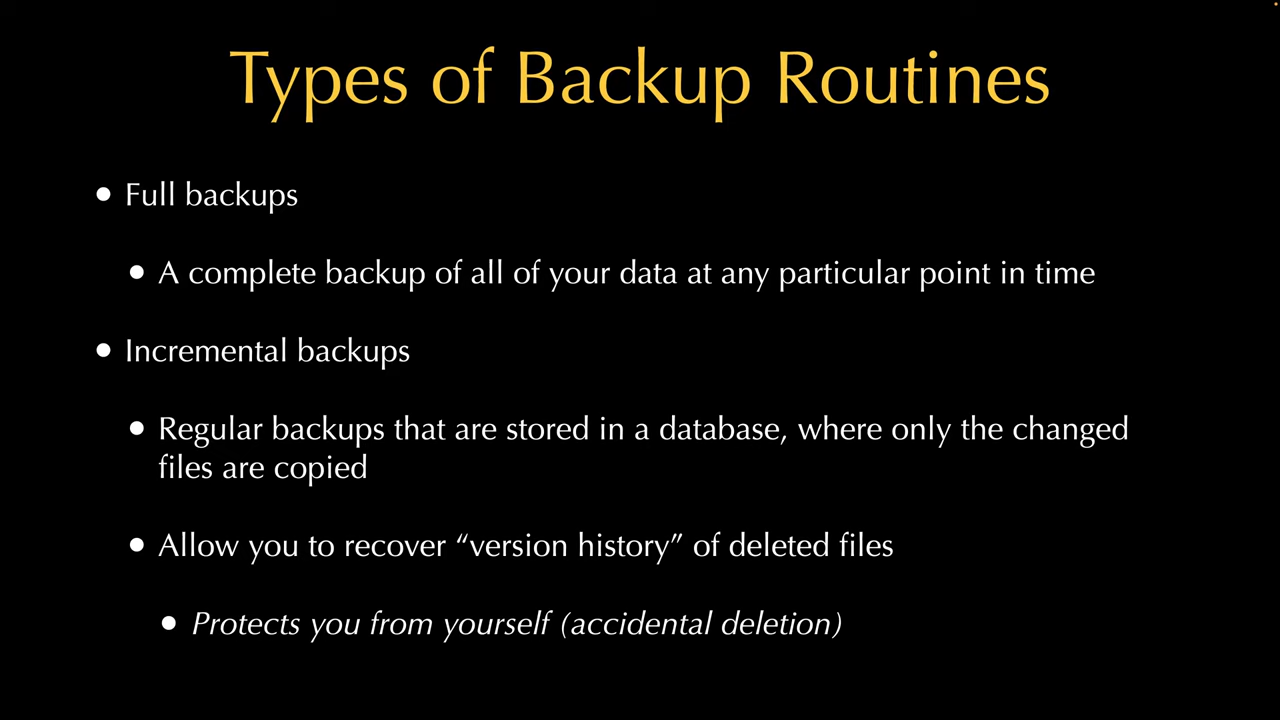 Types of Backup Routines
• Full backups
• A complete backup of all of your data at any particular point in time
• Incremental backups
• Regular backups that are stored in a database, where only the changed
files are copied
• Allow you to recover “version history” of deleted files
• Protects you from yourself (accidental deletion)